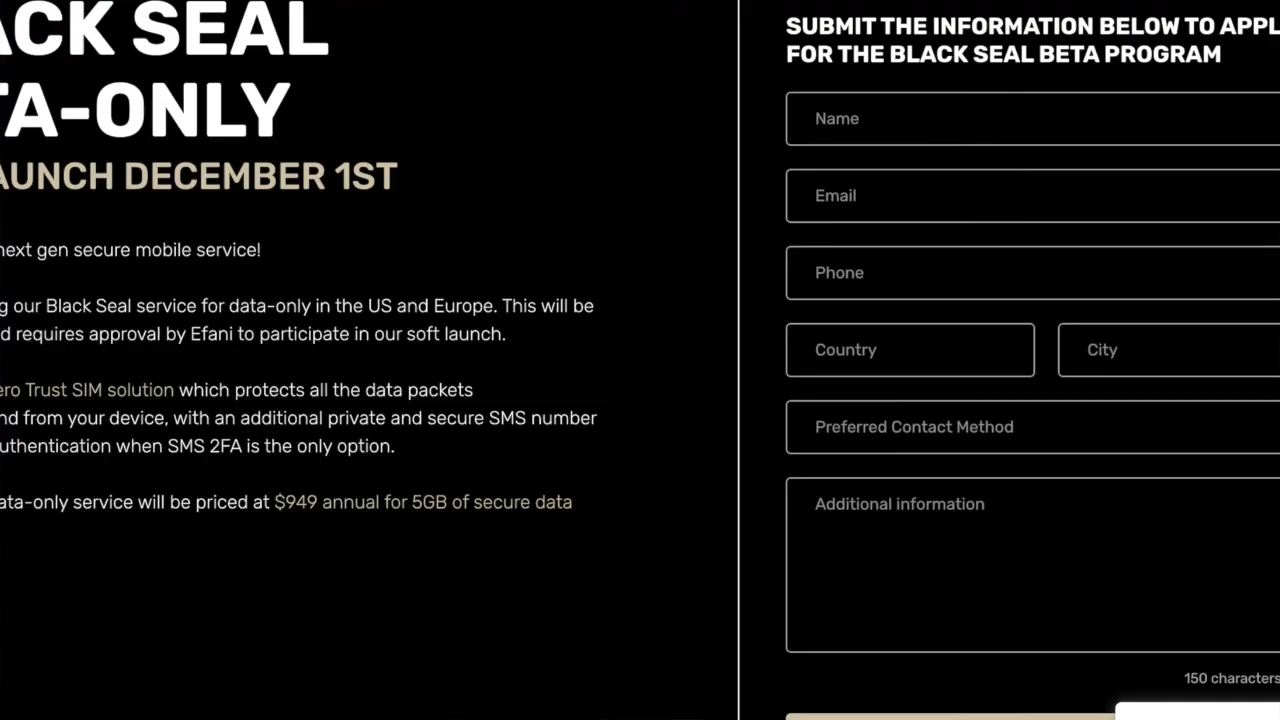 ACK SEAL
TA-ONLY
AUNCH DECEMBER 1ST
next gen secure mobile service!
g our Black Seal service for data-only in the US and Europe. This will be
d requires approval by Efani to participate in our soft launch.
ero Trust SIM solution which protects all the data packets
nd from your device, with an additional private and secure SMS number
uthentication when SMS 2FA is the only option.
ata-only service will be priced at $949 annual for 5GB of secure data
SUBMIT THE INFORMATION BELOW TO APPL
FOR THE BLACK SEAL BETA PROGRAM
Name
Email
Phone
Country
City
Preferred Contact Method
Additional information
150 characters